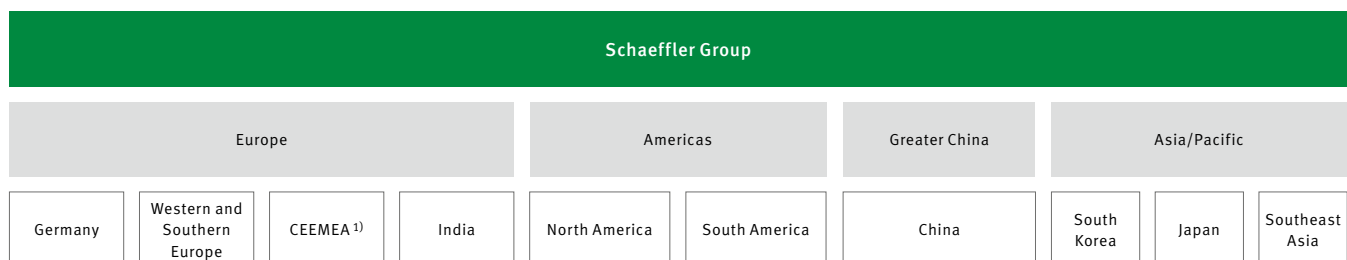 Schaeffler Group
Europe
Americas
Greater China
Asia/Pacific
Germany
Western and
Southern
Europe
CEEMEA 1)
India
North America
South America
China
South
Korea
Japan
Southeast
Asia